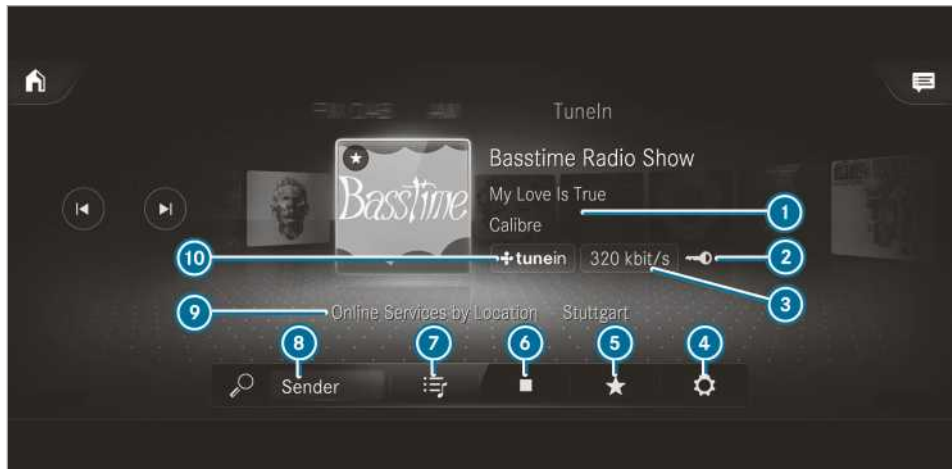 TuneIn
Basstime Radio Show
My Love Is True
Calibre
Basstime
tunein
320 kbit/s
Online Services by Location Stuttgart
Sender
1
2
3
4
5
6
7
8
9
10